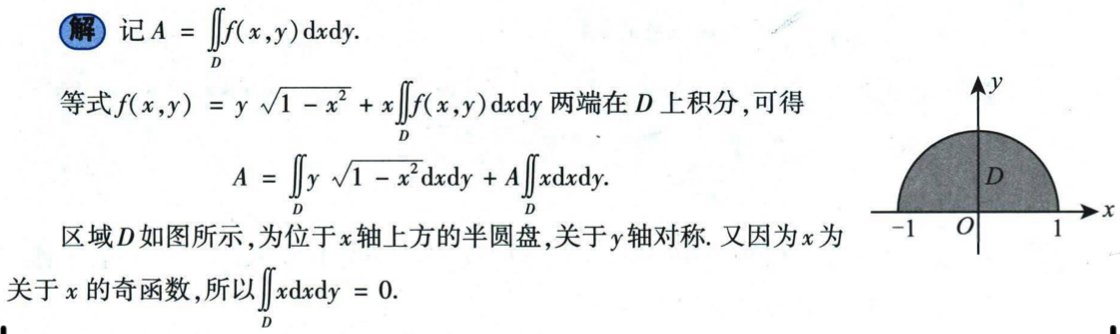 解 记 A = ∬_D f(x,y)dxdy.
等式 f(x,y) = y √(1 - x²) + x∬_D f(x,y)dxdy 两端在 D 上积分,可得
A = ∬_D y √(1 - x²)dxdy + A∬_D xdxdy.
区域 D 如图所示,为位于 x 轴上方的半圆盘,关于 y 轴对称. 又因为 x 为
关于 x 的奇函数,所以∬_D xdxdy = 0.
y
D
x
-1 O 1